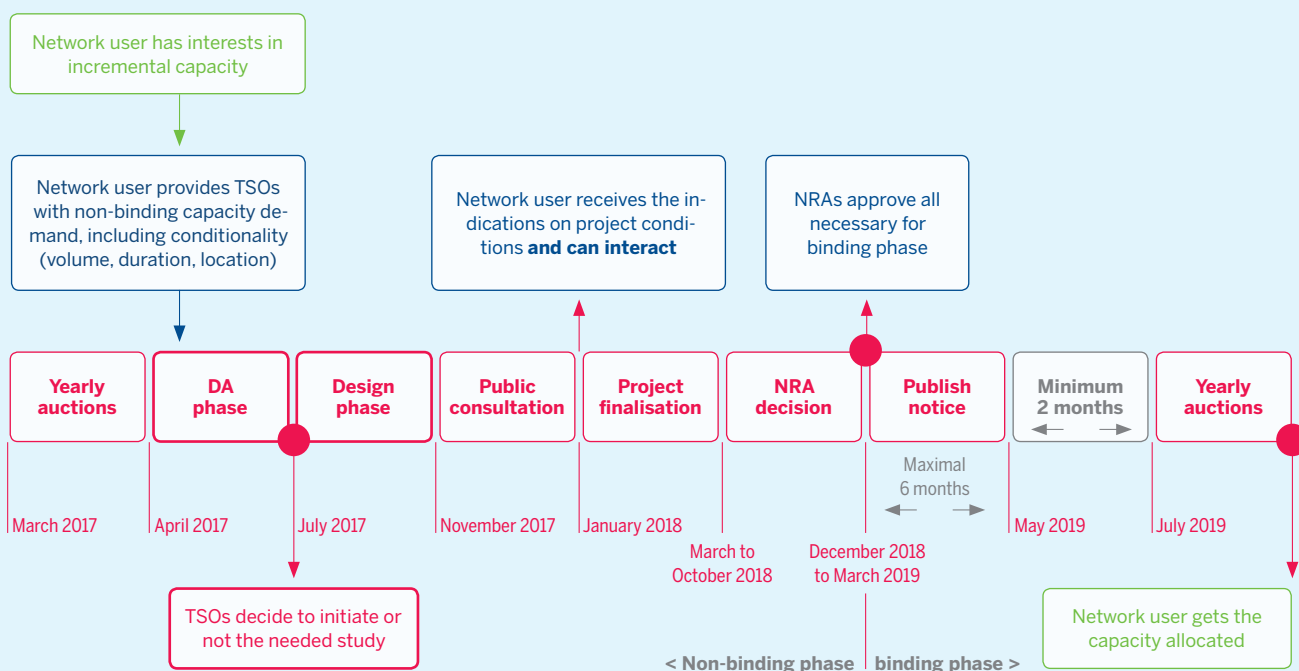 Network user has interests in
incremental capacity
Network user provides TSOs
with non-binding capacity de-
mand, including conditionality
(volume, duration, location)
Network user receives the in-
dications on project condi-
tions and can interact
NRAs approve all
necessary for
binding phase
Yearly
auctions
DA
phase
Design
phase
Public
consultation
Project
finalisation
NRA
decision
Publish
notice
Minimum
2 months
Yearly
auctions
Maximal
6 months
March 2017
April 2017
July 2017
November 2017
January 2018
March to
October 2018
December 2018
to March 2019
May 2019
July 2019
TSOs decide to initiate or
not the needed study
Network user gets the
capacity allocated
< Non-binding phase
binding phase >